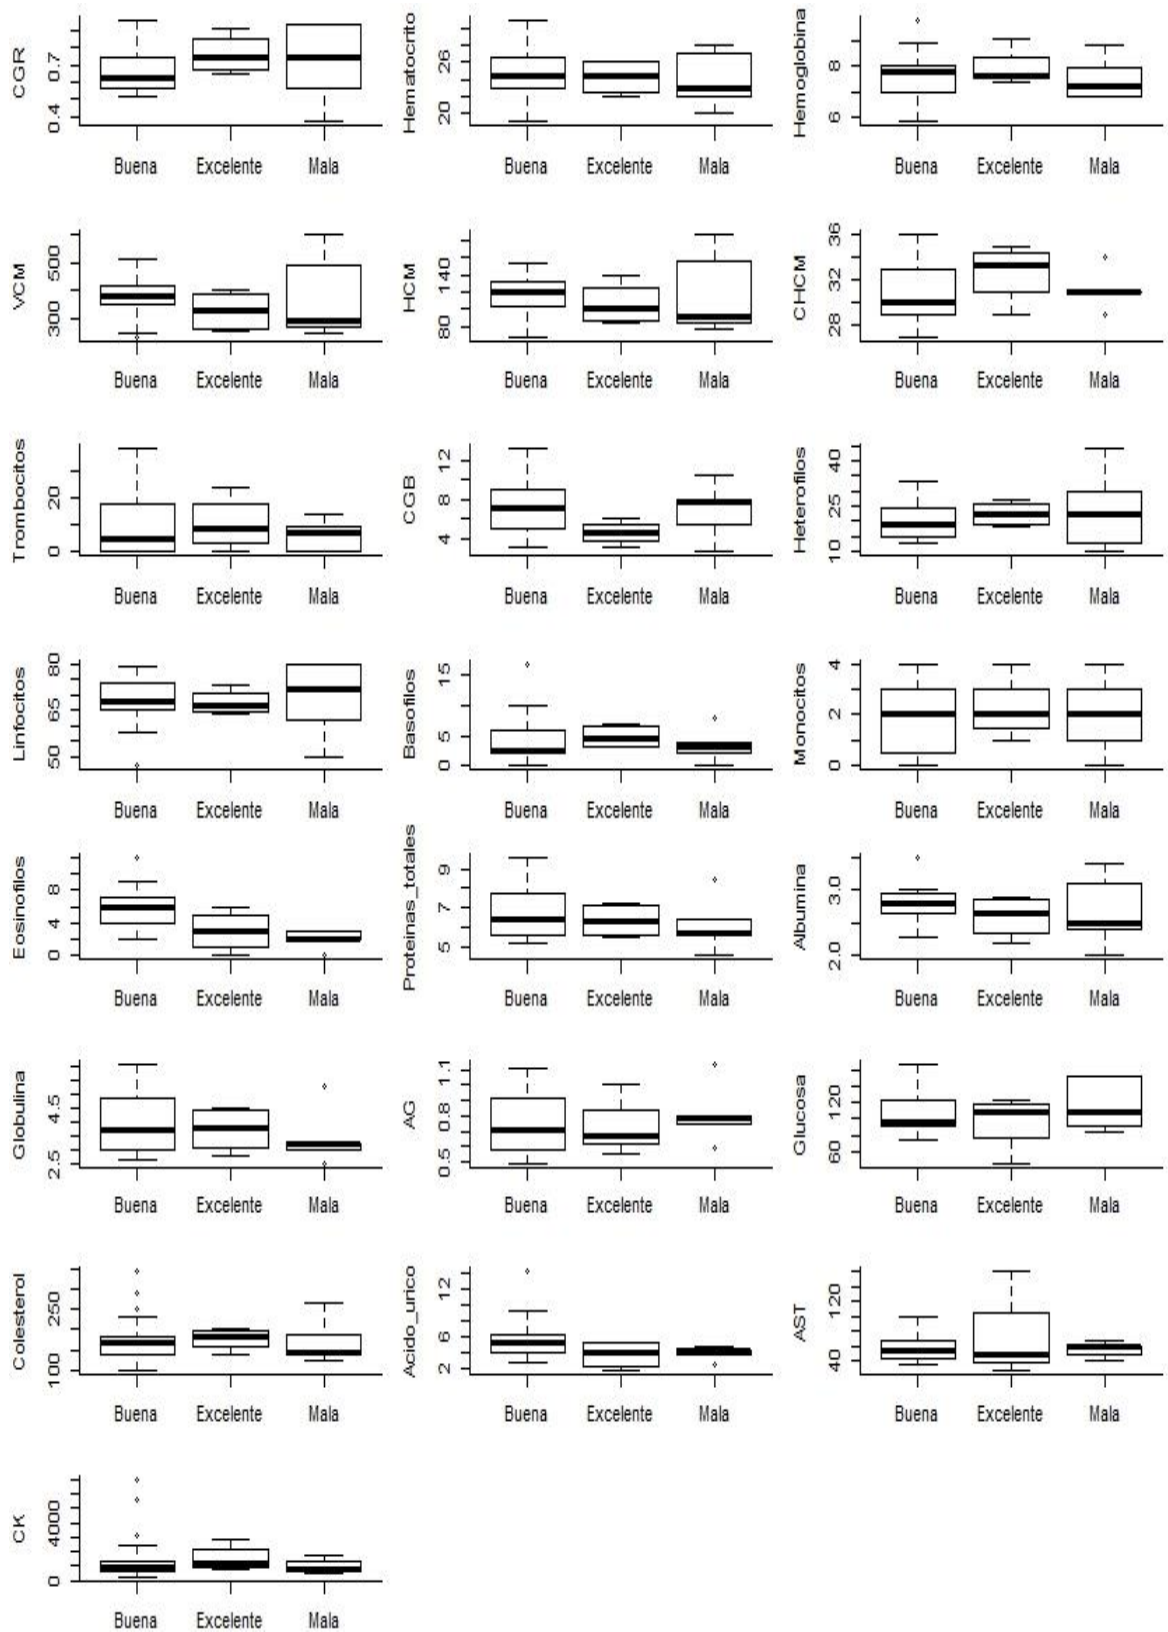 CGR
0.7
0.4
Buena Excelente Mala
Hematocrito
26
20
Buena Excelente Mala
Hemoglobina
8
6
Buena Excelente Mala
VCM
500
300
Buena Excelente Mala
HCM
140
80
Buena Excelente Mala
CHCM
36
32
28
Buena Excelente Mala
Trombocitos
20
0
Buena Excelente Mala
CGB
12
8
4
Buena Excelente Mala
Heterofilos
40
25
10
Buena Excelente Mala
Linfocitos
80
65
50
Buena Excelente Mala
Basofilos
15
5
0
Buena Excelente Mala
Monocitos
4
2
0
Buena Excelente Mala
Eosinofilos
8
4
0
Buena Excelente Mala
Proteinas_totales
9
7
5
Buena Excelente Mala
Albumina
3.0
2.0
Buena Excelente Mala
Globulina
4.5
2.5
Buena Excelente Mala
AG
1.1
0.8
0.5
Buena Excelente Mala
Glucosa
120
60
Buena Excelente Mala
Colesterol
250
100
Buena Excelente Mala
Acido_urico
12
6
2
Buena Excelente Mala
AST
120
40
Buena Excelente Mala
CK
4000
0
Buena Excelente Mala